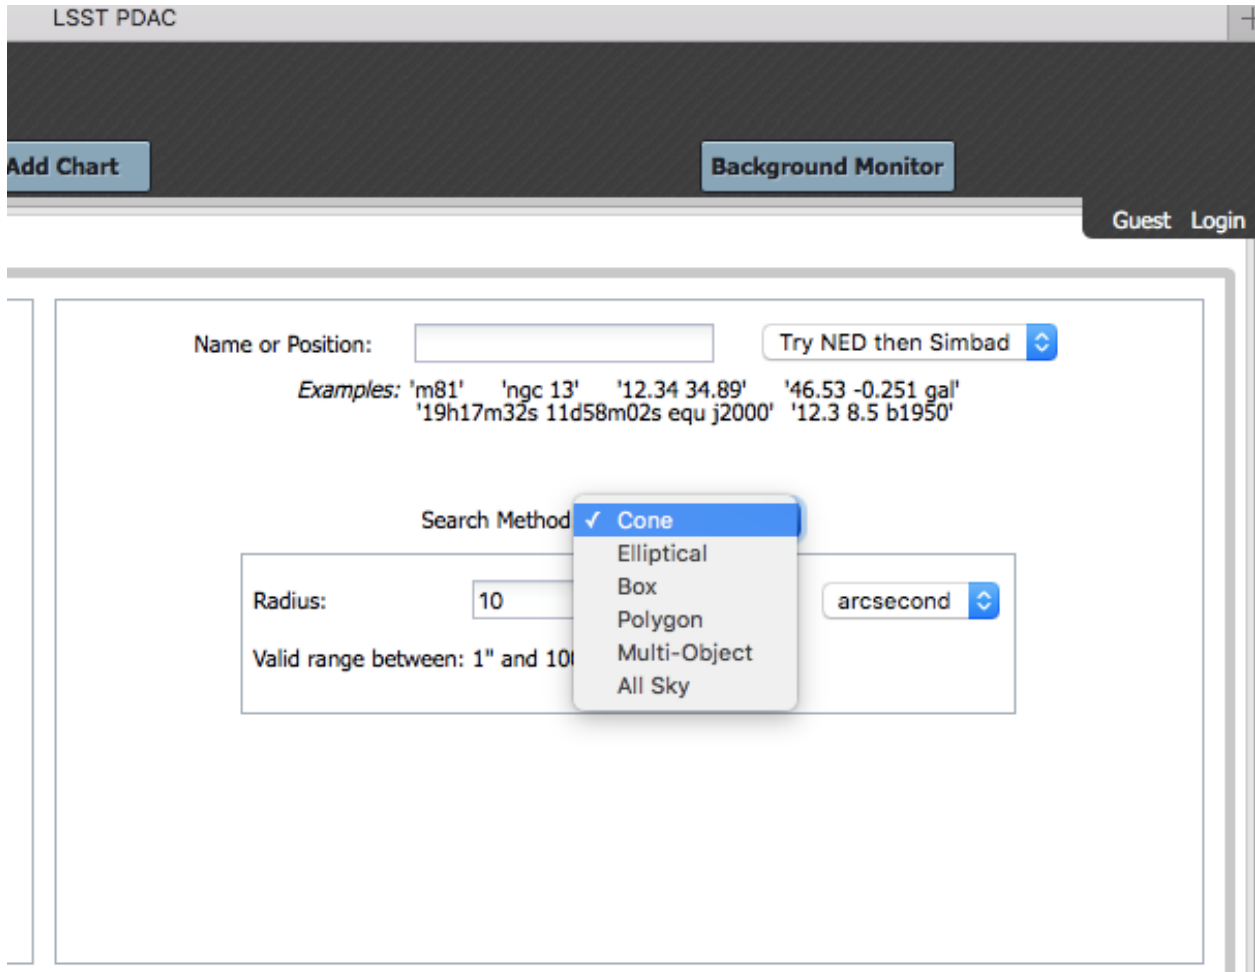 LSST PDAC
Add Chart
Background Monitor
Guest Login
Name or Position: Try NED then Simbad
Examples: 'm81' 'ngc 13' '12.34 34.89' '46.53 -0.251 gal'
'19h17m32s 11d58m02s equ j2000' '12.3 8.5 b1950'
Search Method ✓ Cone
Elliptical
Box
Polygon
Multi-Object
All Sky
Radius: 10 arcsecond
Valid range between: 1" and